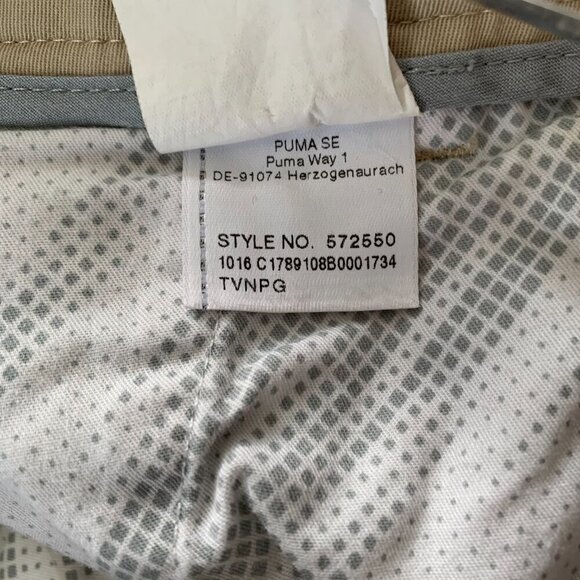 PUMA SE
Puma Way 1
DE-91074 Herzogenaurach
STYLE NO. 572550
1016 C1789108B0001734
TVNPG